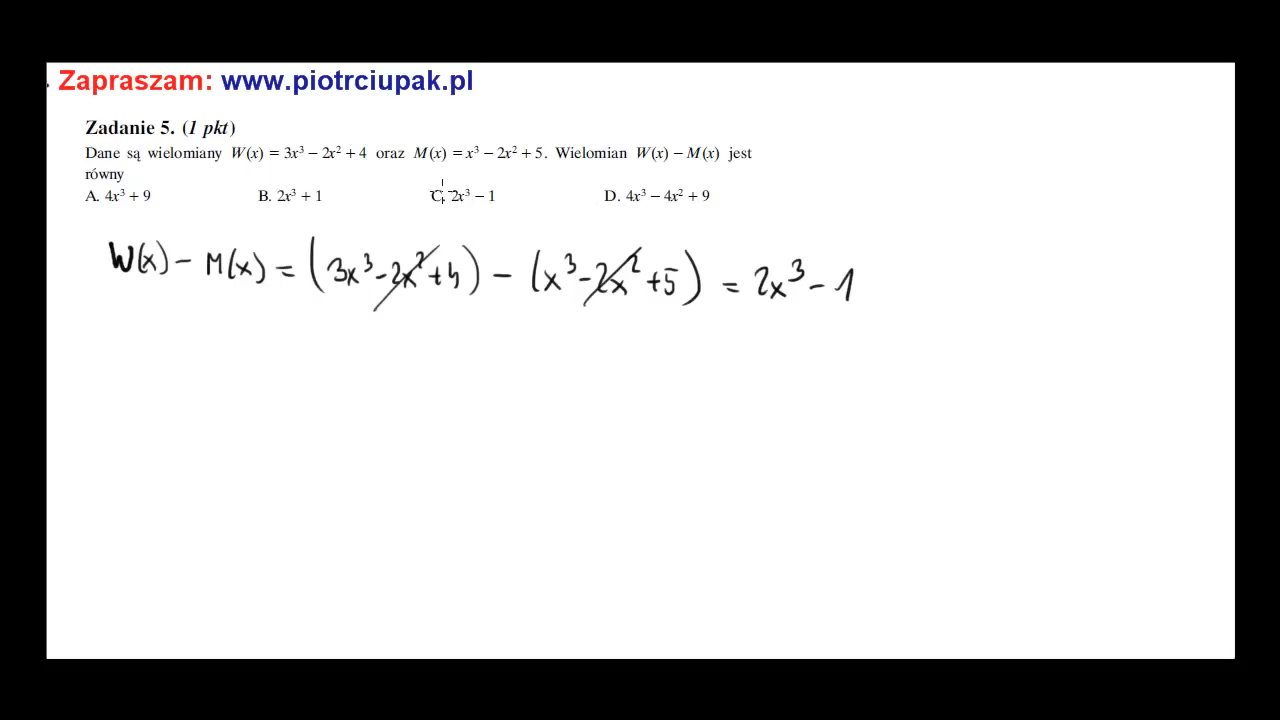 Zapraszam: www.piotrciupak.pl
Zadanie 5. (1 pkt)
Dane są wielomiany W(x) = 3x³ − 2x² + 4 oraz M(x) = x³ − 2x² + 5. Wielomian W(x) − M(x) jest
równy
A. 4x³ + 9 B. 2x³ + 1 C. 2x³ − 1 D. 4x³ − 4x² + 9
W(x) − M(x) = (3x³ − 2x² + 4) − (x³ − 2x² + 5) = 2x³ − 1